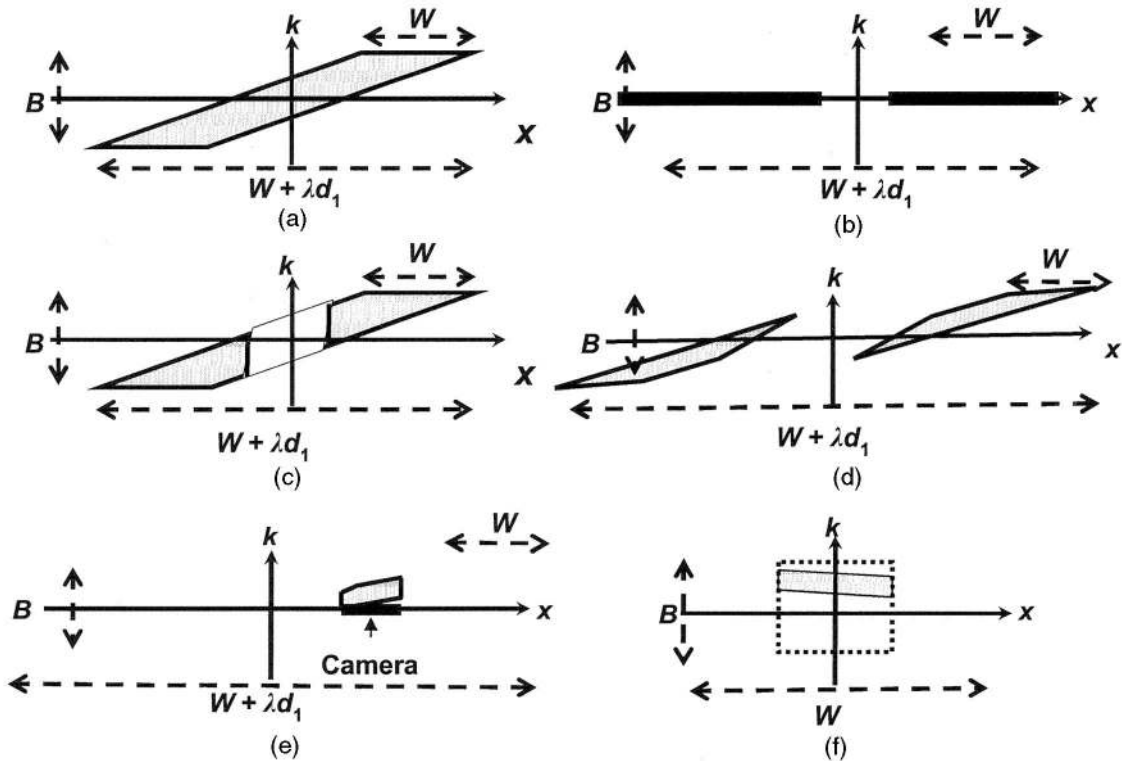 k
W
B
x
W + λd₁
(a)
k
W
B
x
W + λd₁
(b)
k
W
B
x
W + λd₁
(c)
k
W
B
x
W + λd₁
(d)
k
W
B
x
Camera
W + λd₁
(e)
k
B
x
W
(f)